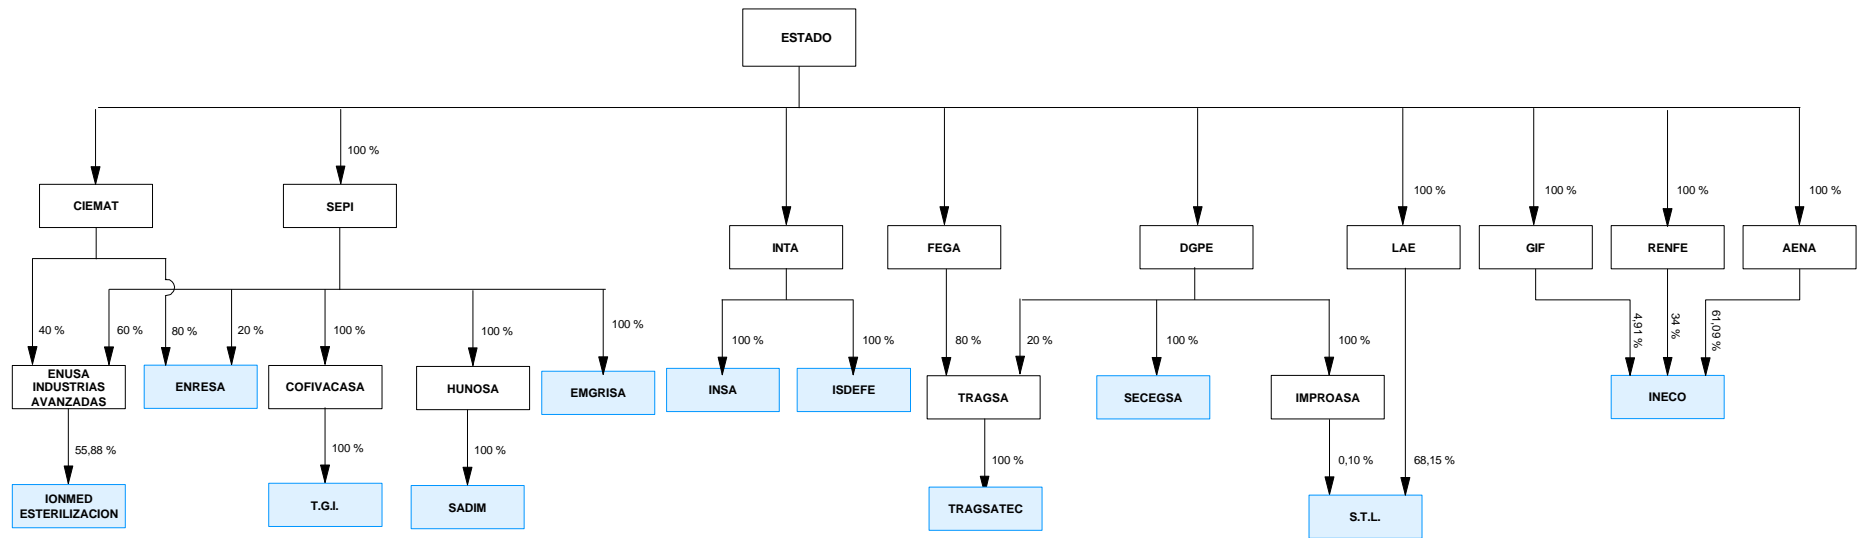 ESTADO
100 %
CIEMAT
SEPI
100 %
100 %
100 %
100 %
INTA
FEGA
DGPE
LAE
GIF
RENFE
AENA
40 %
60 %
80 %
20 %
100 %
100 %
100 %
100 %
100 %
80 %
20 %
100 %
100 %
4,91 %
34 %
61,09 %
ENUSA
INDUSTRIAS
AVANZADAS
ENRESA
COFIVACASA
HUNOSA
EMGRISA
INSA
ISDEFE
TRAGSA
SECEGSA
IMPROASA
INECO
55,88 %
100 %
100 %
100 %
0,10 %
68,15 %
IONMED
ESTERILIZACION
T.G.I.
SADIM
TRAGSATEC
S.T.L.